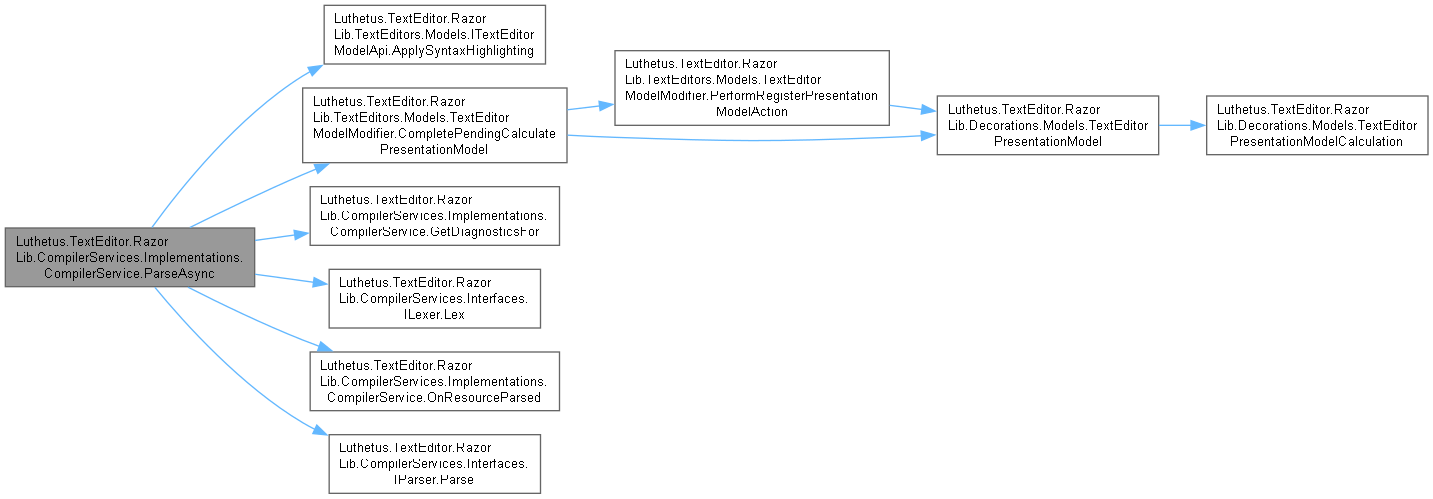 Luthetus.TextEditor.Razor
Lib.TextEditors.Models.ITextEditor
ModelApi.ApplySyntaxHighlighting
Luthetus.TextEditor.Razor
Lib.TextEditors.Models.TextEditor
ModelModifier.CompletePendingCalculate
PresentationModel
Luthetus.TextEditor.Razor
Lib.TextEditors.Models.TextEditor
ModelModifier.PerformRegisterPresentation
ModelAction
Luthetus.TextEditor.Razor
Lib.Decorations.Models.TextEditor
PresentationModel
Luthetus.TextEditor.Razor
Lib.Decorations.Models.TextEditor
PresentationModelCalculation
Luthetus.TextEditor.Razor
Lib.CompilerServices.Implementations.
CompilerService.GetDiagnosticsFor
Luthetus.TextEditor.Razor
Lib.CompilerServices.Implementations.
CompilerService.ParseAsync
Luthetus.TextEditor.Razor
Lib.CompilerServices.Interfaces.
ILexer.Lex
Luthetus.TextEditor.Razor
Lib.CompilerServices.Implementations.
CompilerService.OnResourceParsed
Luthetus.TextEditor.Razor
Lib.CompilerServices.Interfaces.
IParser.Parse